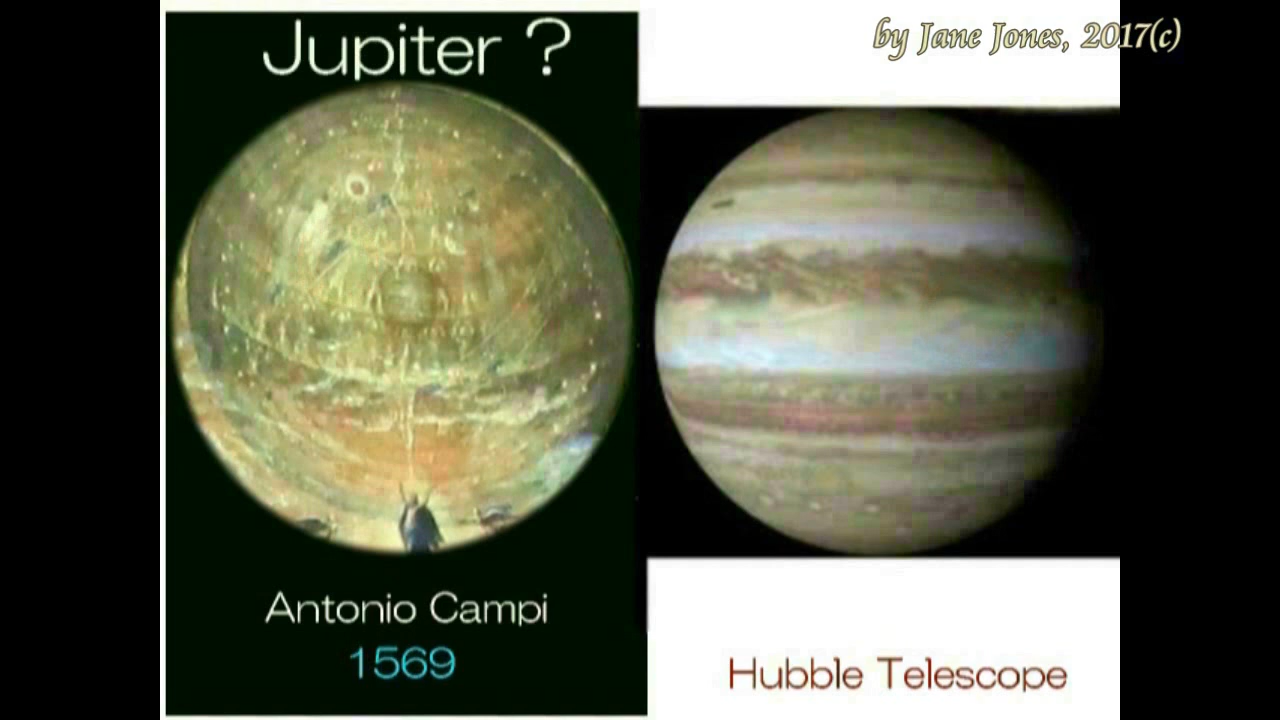 Jupiter ?
by Jane Jones, 2017(c)
Antonio Campi
1569
Hubble Telescope